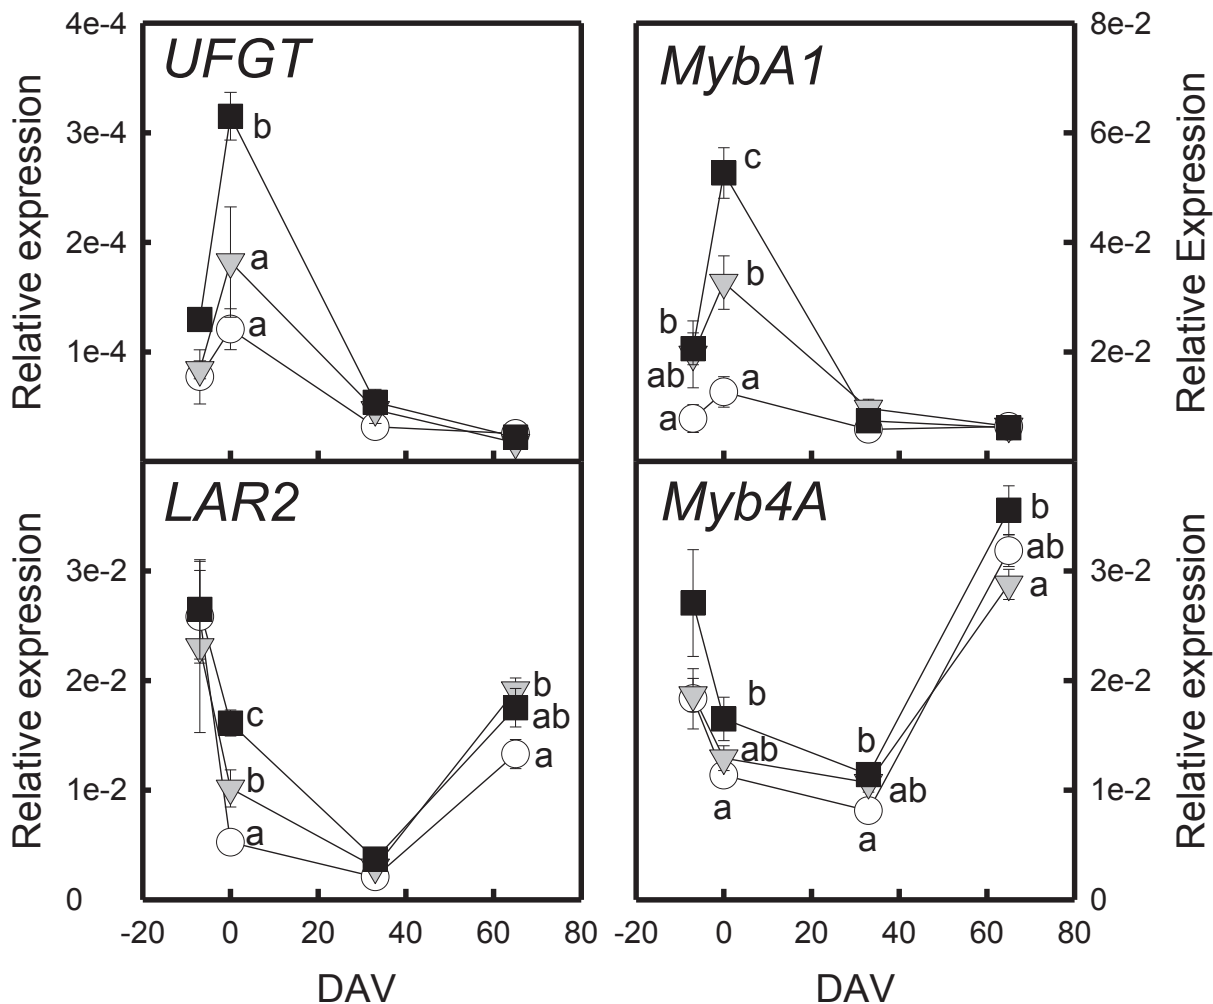 4e-4
UFGT
3e-4
b
2e-4
a
a
1e-4
Relative expression
8e-2
MybA1
6e-2
c
4e-2
b
b
2e-2
ab
a
a
Relative Expression
LAR2
3e-2
2e-2
c
b
ab
1e-2
b
a
a
0
Relative expression
-20 0 20 40 60 80
DAV
Myb4A
b
ab
3e-2
a
2e-2
b
ab
b
1e-2
ab
a
a
0
Relative expression
-20 0 20 40 60 80
DAV